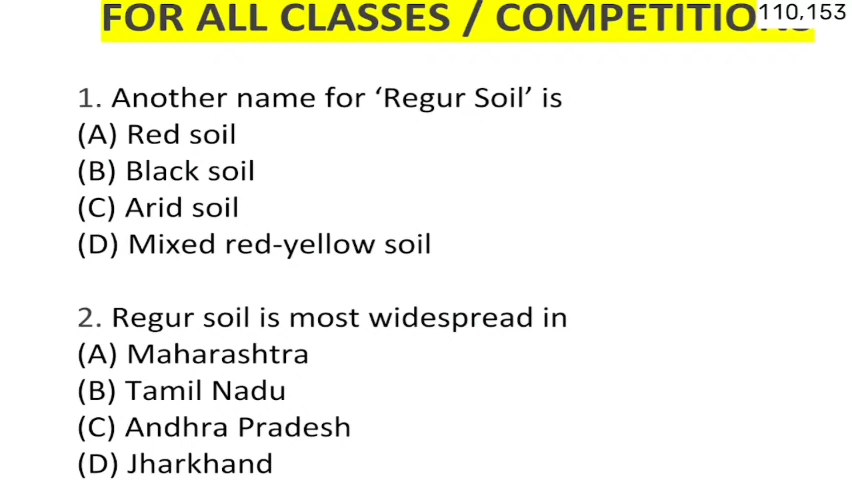 FOR ALL CLASSES / COMPETITIONS
110,153
1. Another name for ‘Regur Soil’ is
(A) Red soil
(B) Black soil
(C) Arid soil
(D) Mixed red-yellow soil
2. Regur soil is most widespread in
(A) Maharashtra
(B) Tamil Nadu
(C) Andhra Pradesh
(D) Jharkhand